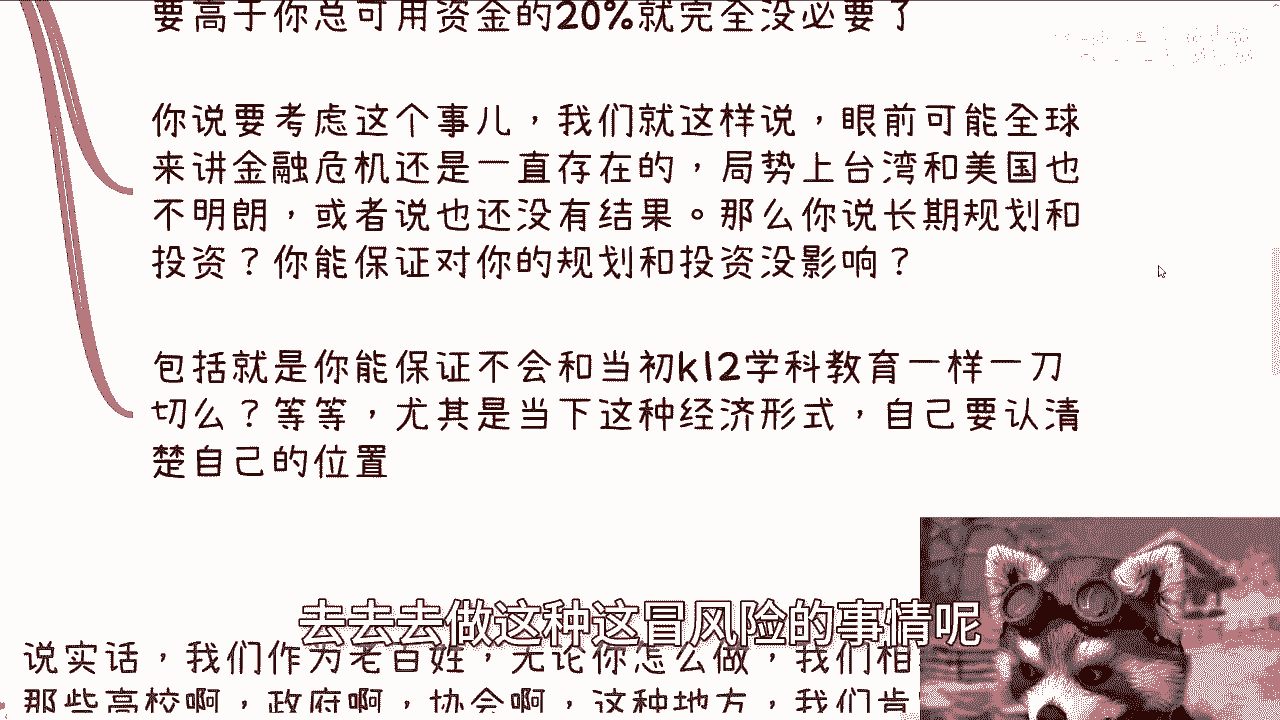 要高于你总可用资金的20%就完全没必要了
你说要考虑这个事儿，我们就这样说，眼前可能全球
来讲金融危机还是一直存在的，局势上台湾和美国也
不明朗，或者说也还没有结果。那么你说长期规划和
投资？你能保证对你的规划和投资没影响？
包括就是你能保证不会和当初k12学科教育一样一刀
切么？等等，尤其是当下这种经济形式，自己要认清
楚自己的位置
去去去做这种这冒风险的事情呢
说实话，我们作为老百姓，无论你怎么做，我们相
那些高校啊，政府啊，协会啊，这种地方，我们肯